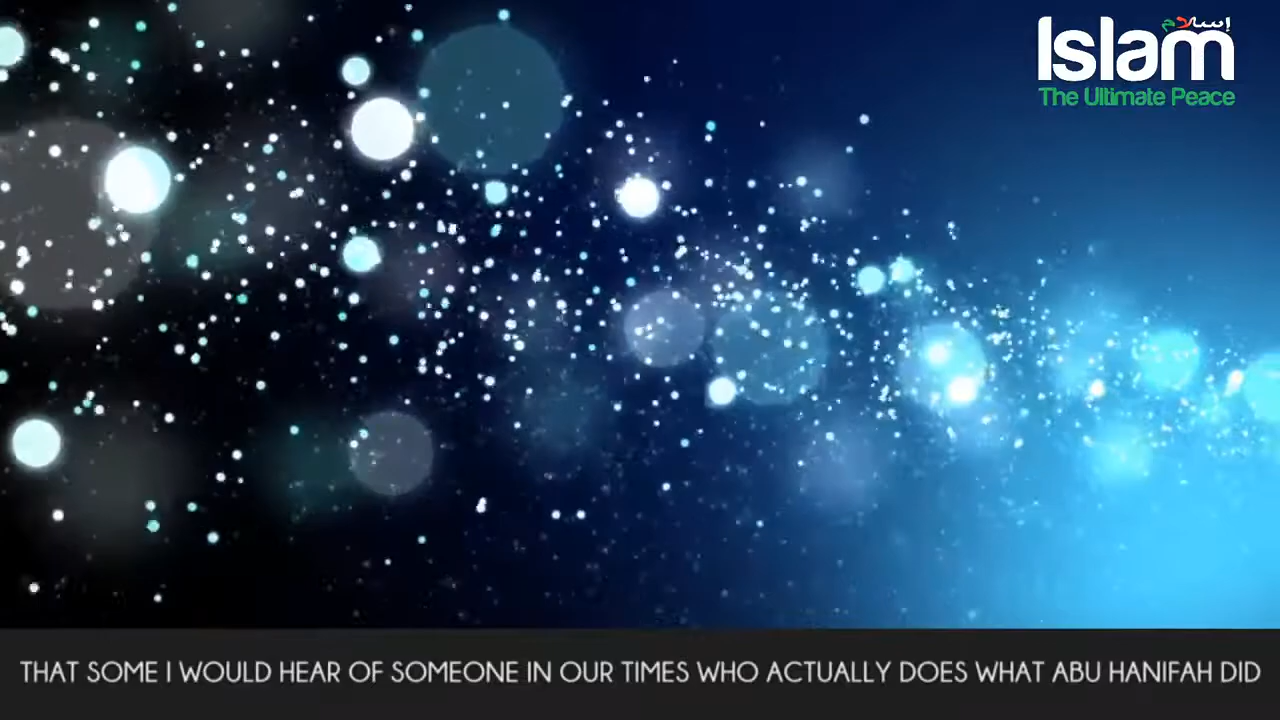 إسلام
Islam
The Ultimate Peace
THAT SOME I WOULD HEAR OF SOMEONE IN OUR TIMES WHO ACTUALLY DOES WHAT ABU HANIFAH DID